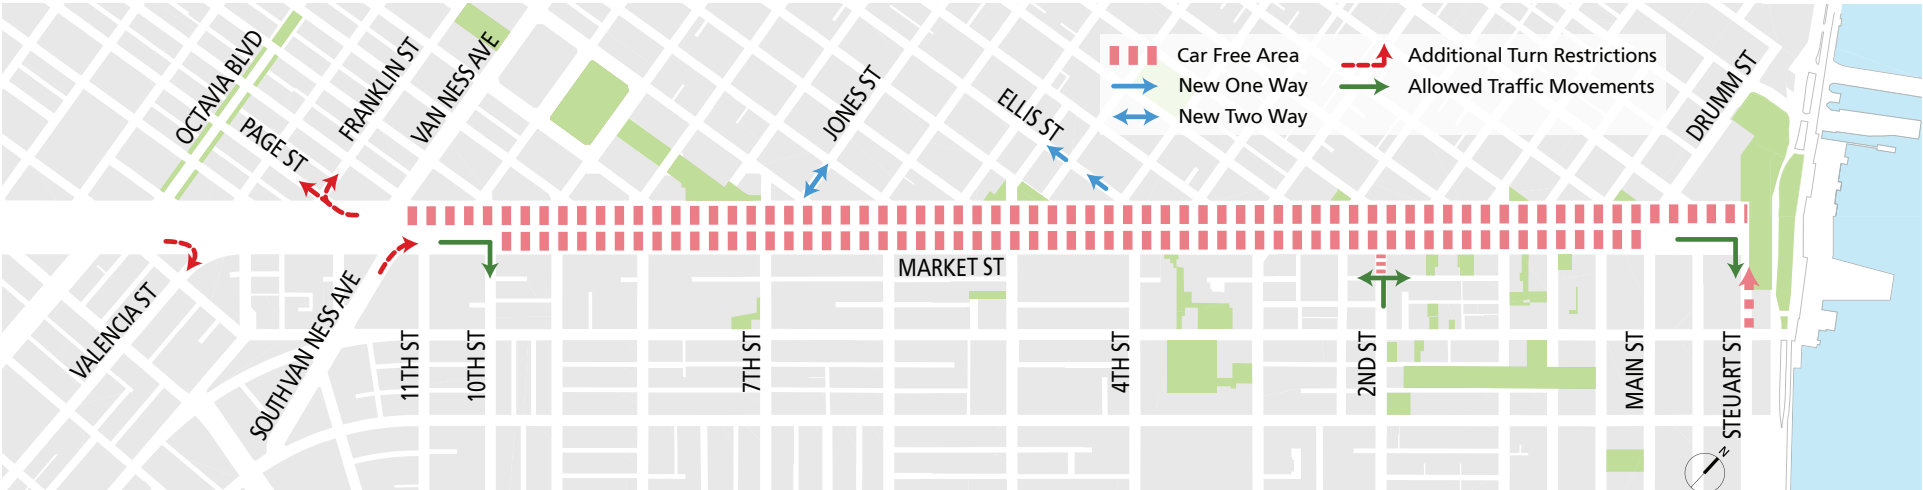 OCTAVIA BLVD
PAGE ST
FRANKLIN ST
VAN NESS AVE
JONES ST
ELLIS ST
Car Free Area
New One Way
New Two Way
Additional Turn Restrictions
Allowed Traffic Movements
DRUMM ST
MARKET ST
VALENCIA ST
SOUTH VAN NESS AVE
11TH ST
10TH ST
7TH ST
4TH ST
2ND ST
MAIN ST
STEUART ST
N